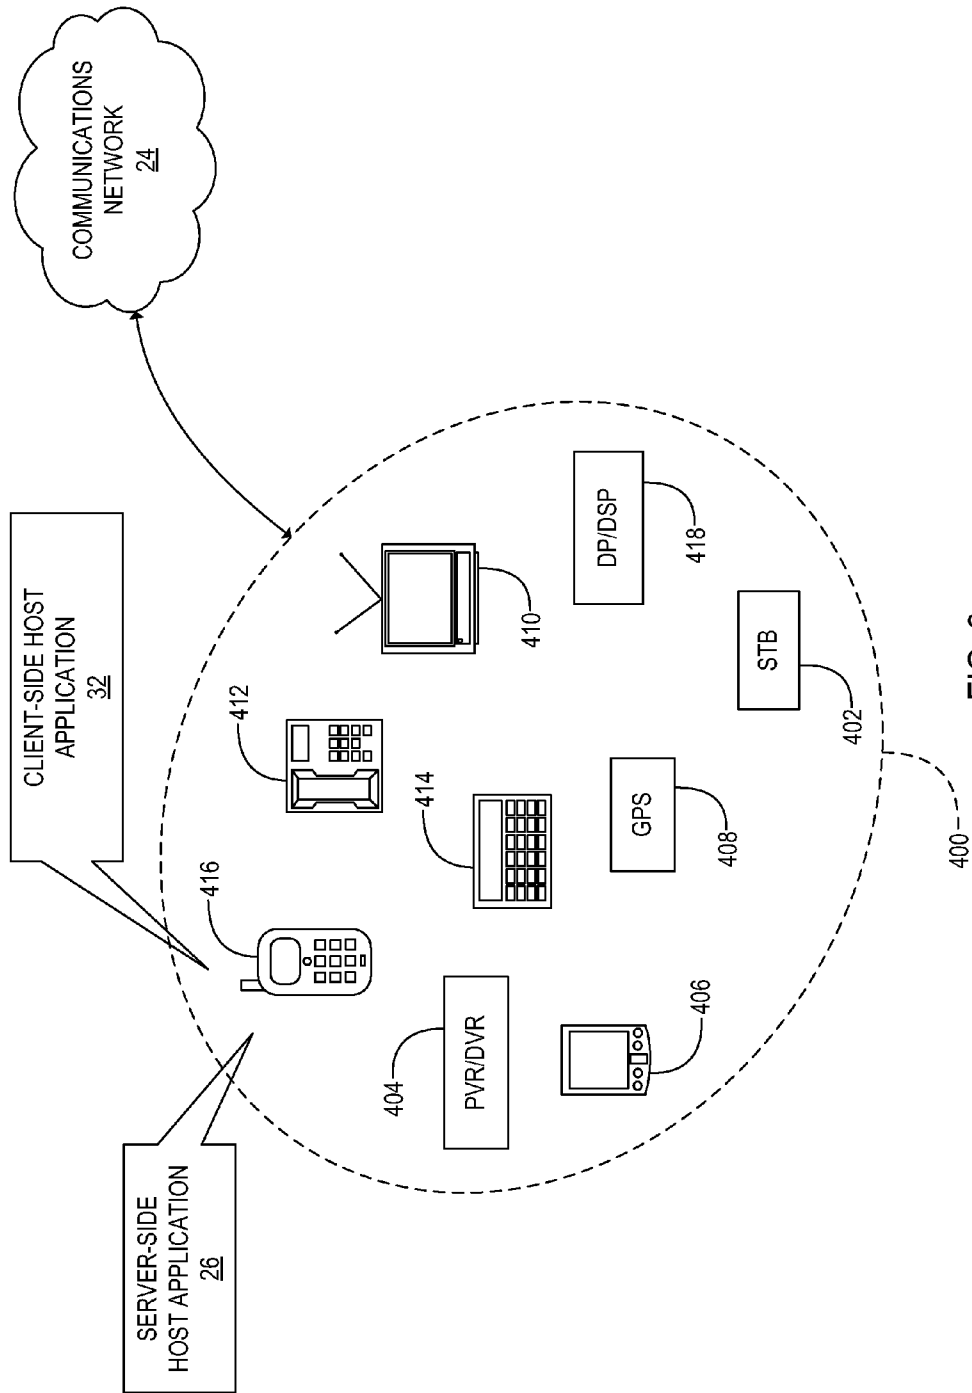 SERVER-SIDE
HOST APPLICATION
26
CLIENT-SIDE HOST
APPLICATION
32
COMMUNICATIONS
NETWORK
24
416
412
404
PVR/DVR
414
410
406
GPS
408
DP/DSP
418
STB
402
400
FIG.